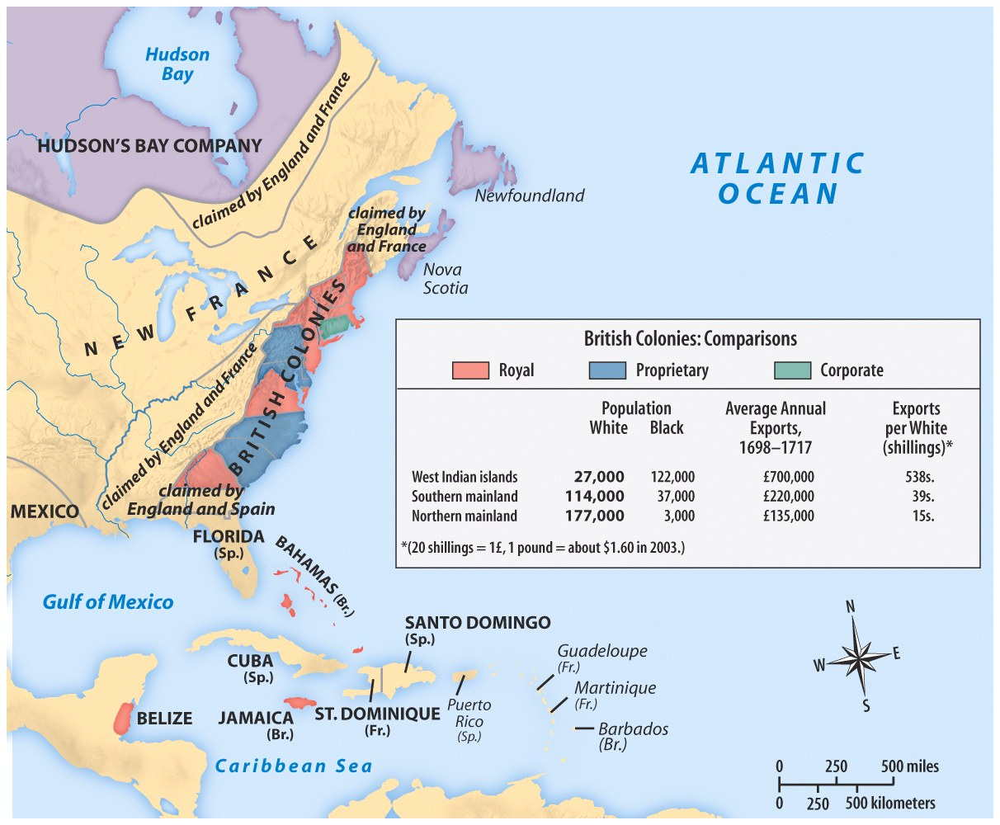 Hudson
Bay
HUDSON'S BAY COMPANY
claimed by England and France
ATLANTIC
OCEAN
Newfoundland
claimed by
England
and France
Nova
Scotia
NEW FRANCE
BRITISH COLONIES
claimed by England and France
claimed by
England and Spain
MEXICO
FLORIDA
(Sp.)
BAHAMAS (Br.)
Gulf of Mexico
British Colonies: Comparisons
Royal Proprietary Corporate
Population Average Annual Exports
White Black Exports, per White
1698–1717 (shillings)*
West Indian islands 27,000 122,000 £700,000 538s.
Southern mainland 114,000 37,000 £220,000 39s.
Northern mainland 177,000 3,000 £135,000 15s.
*(20 shillings = 1£, 1 pound = about $1.60 in 2003.)
SANTO DOMINGO
(Sp.)
CUBA
(Sp.)
Guadeloupe
(Fr.)
Martinique
(Fr.)
BELIZE
JAMAICA
(Br.)
ST. DOMINIQUE
(Fr.)
Puerto
Rico
(Sp.)
Barbados
(Br.)
Caribbean Sea
N
W E
S
0 250 500 miles
0 250 500 kilometers